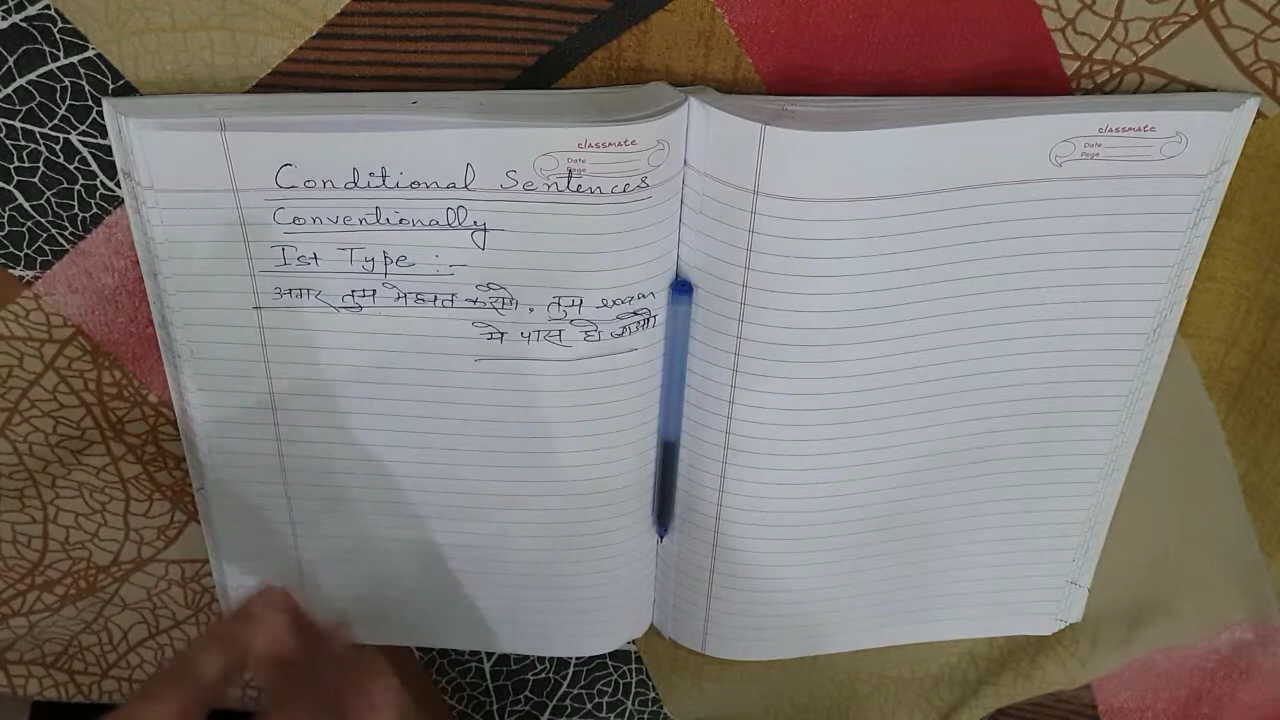 classmate
Date
Page
Conditional Sentences
Conventionally
Ist Type :-
अगर तुम मेहनत करोगे, तुम exam
मे पास हो जाओगे
classmate
Date
Page